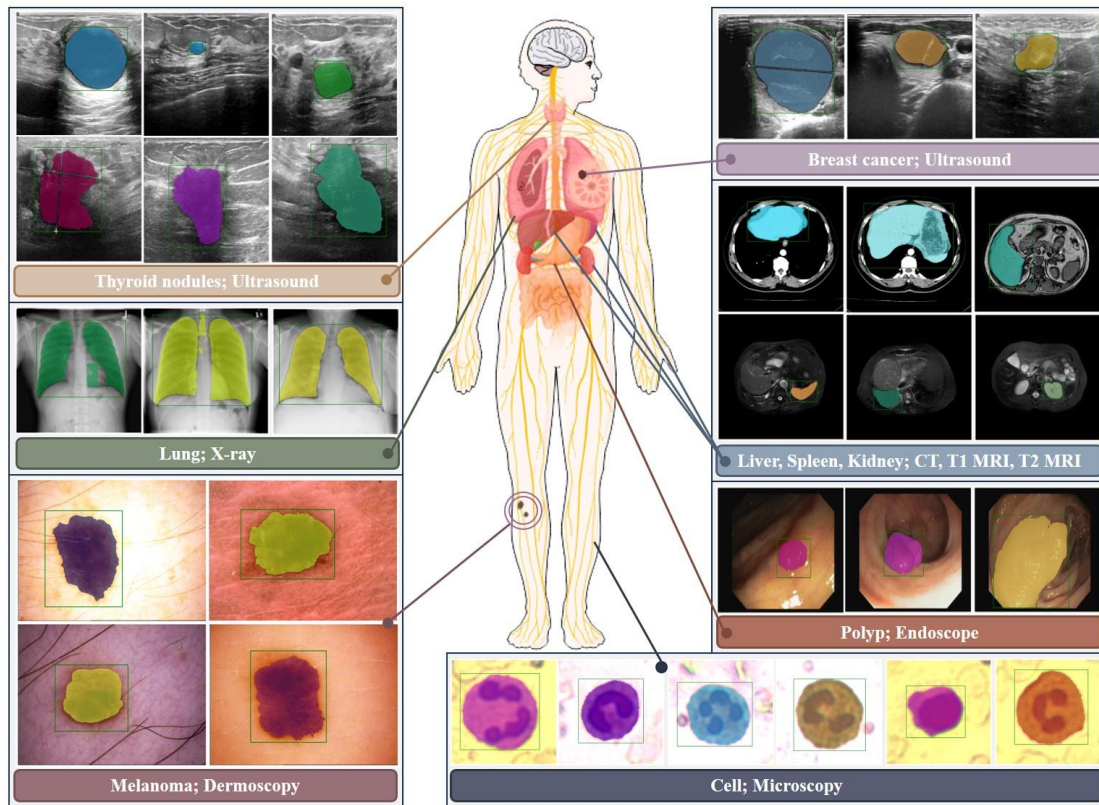 Thyroid nodules; Ultrasound
Lung; X-ray
Melanoma; Dermoscopy
Breast cancer; Ultrasound
Liver, Spleen, Kidney; CT, T1 MRI, T2 MRI
Polyp; Endoscope
Cell; Microscopy